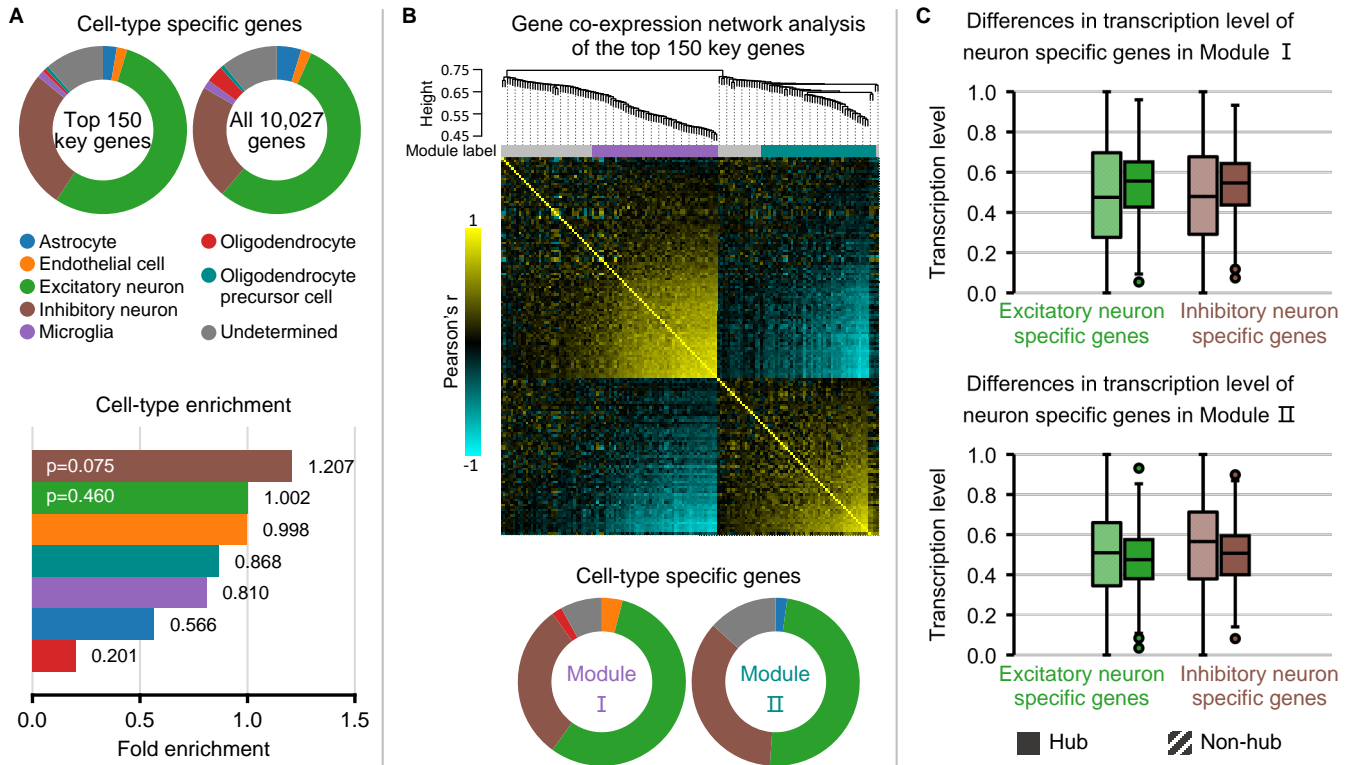 A
Cell-type specific genes
Top 150
key genes
All 10,027
genes
Astrocyte
Endothelial cell
Excitatory neuron
Inhibitory neuron
Microglia
Oligodendrocyte
Oligodendrocyte
precursor cell
Undetermined
Cell-type enrichment
p=0.075
1.207
p=0.460
1.002
0.998
0.868
0.810
0.566
0.201
0.0
0.5
1.0
1.5
Fold enrichment
B
Gene co-expression network analysis
of the top 150 key genes
Height
0.75
0.65
0.55
0.45
Module label
Pearson's r
1
-1
Cell-type specific genes
Module
I
Module
II
C
Differences in transcription level of
neuron specific genes in Module I
Transcription level
1.0
0.8
0.6
0.4
0.2
0.0
Excitatory neuron
specific genes
Inhibitory neuron
specific genes
Differences in transcription level of
neuron specific genes in Module II
Transcription level
1.0
0.8
0.6
0.4
0.2
0.0
Excitatory neuron
specific genes
Inhibitory neuron
specific genes
Hub
Non-hub